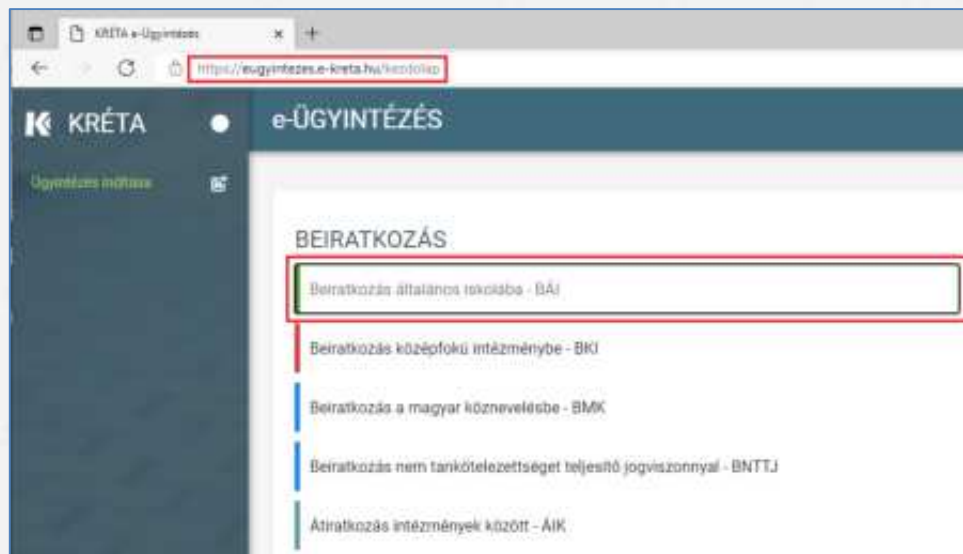 KRÉTA e-Ügyintézés
https://eugyintezes.e-kreta.hu/kezdolap
KRÉTA
e-ÜGYINTÉZÉS
Ügyintézés indítása
BEIRATKOZÁS
Beiratkozás általános iskolába - BÁI
Beiratkozás középfokú intézménybe - BKI
Beiratkozás a magyar köznevelésbe - BMK
Beiratkozás nem tankötelezettséget teljesítő jogviszonnyal - BNTTJ
Átiratkozás intézmények között - ÁIK